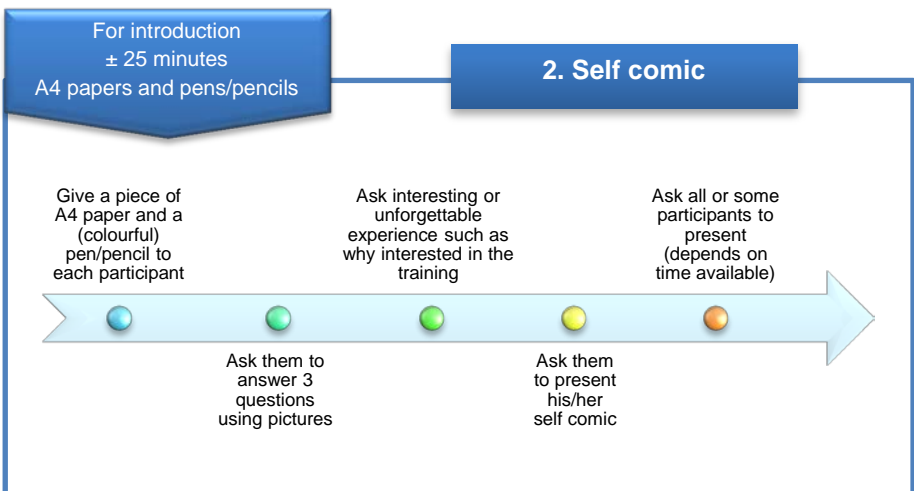 For introduction
± 25 minutes
A4 papers and pens/pencils
2. Self comic
Give a piece of
A4 paper and a
(colourful)
pen/pencil to
each participant
Ask them to
answer 3
questions
using pictures
Ask interesting or
unforgettable
experience such as
why interested in the
training
Ask them
to present
his/her
self comic
Ask all or some
participants to
present
(depends on
time available)